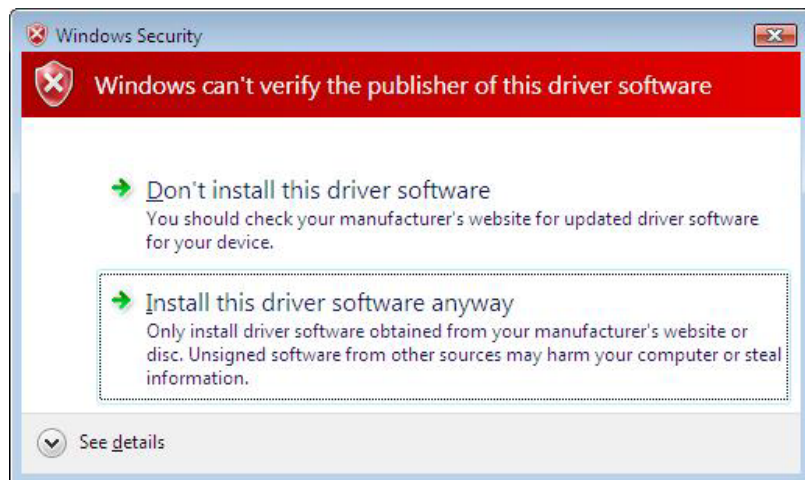 Windows Security
Windows can't verify the publisher of this driver software
Don't install this driver software
You should check your manufacturer's website for updated driver software
for your device.
Install this driver software anyway
Only install driver software obtained from your manufacturer's website or
disc. Unsigned software from other sources may harm your computer or steal
information.
See details